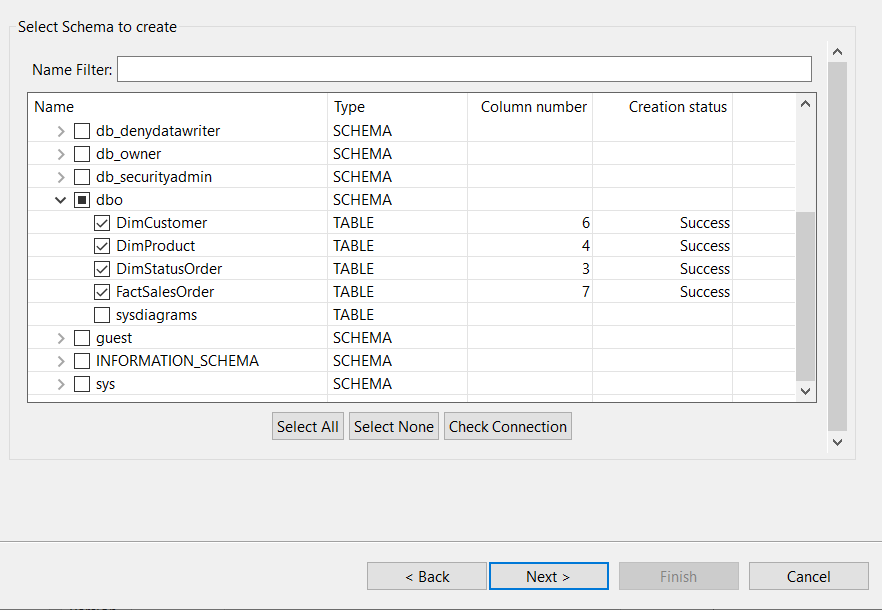 Select Schema to create
Name Filter:
Name Type Column number Creation status
db_denydatawriter SCHEMA
db_owner SCHEMA
db_securityadmin SCHEMA
dbo SCHEMA
DimCustomer TABLE 6 Success
DimProduct TABLE 4 Success
DimStatusOrder TABLE 3 Success
FactSalesOrder TABLE 7 Success
sysdiagrams TABLE
guest SCHEMA
INFORMATION_SCHEMA SCHEMA
sys SCHEMA
Select All Select None Check Connection
< Back Next > Finish Cancel